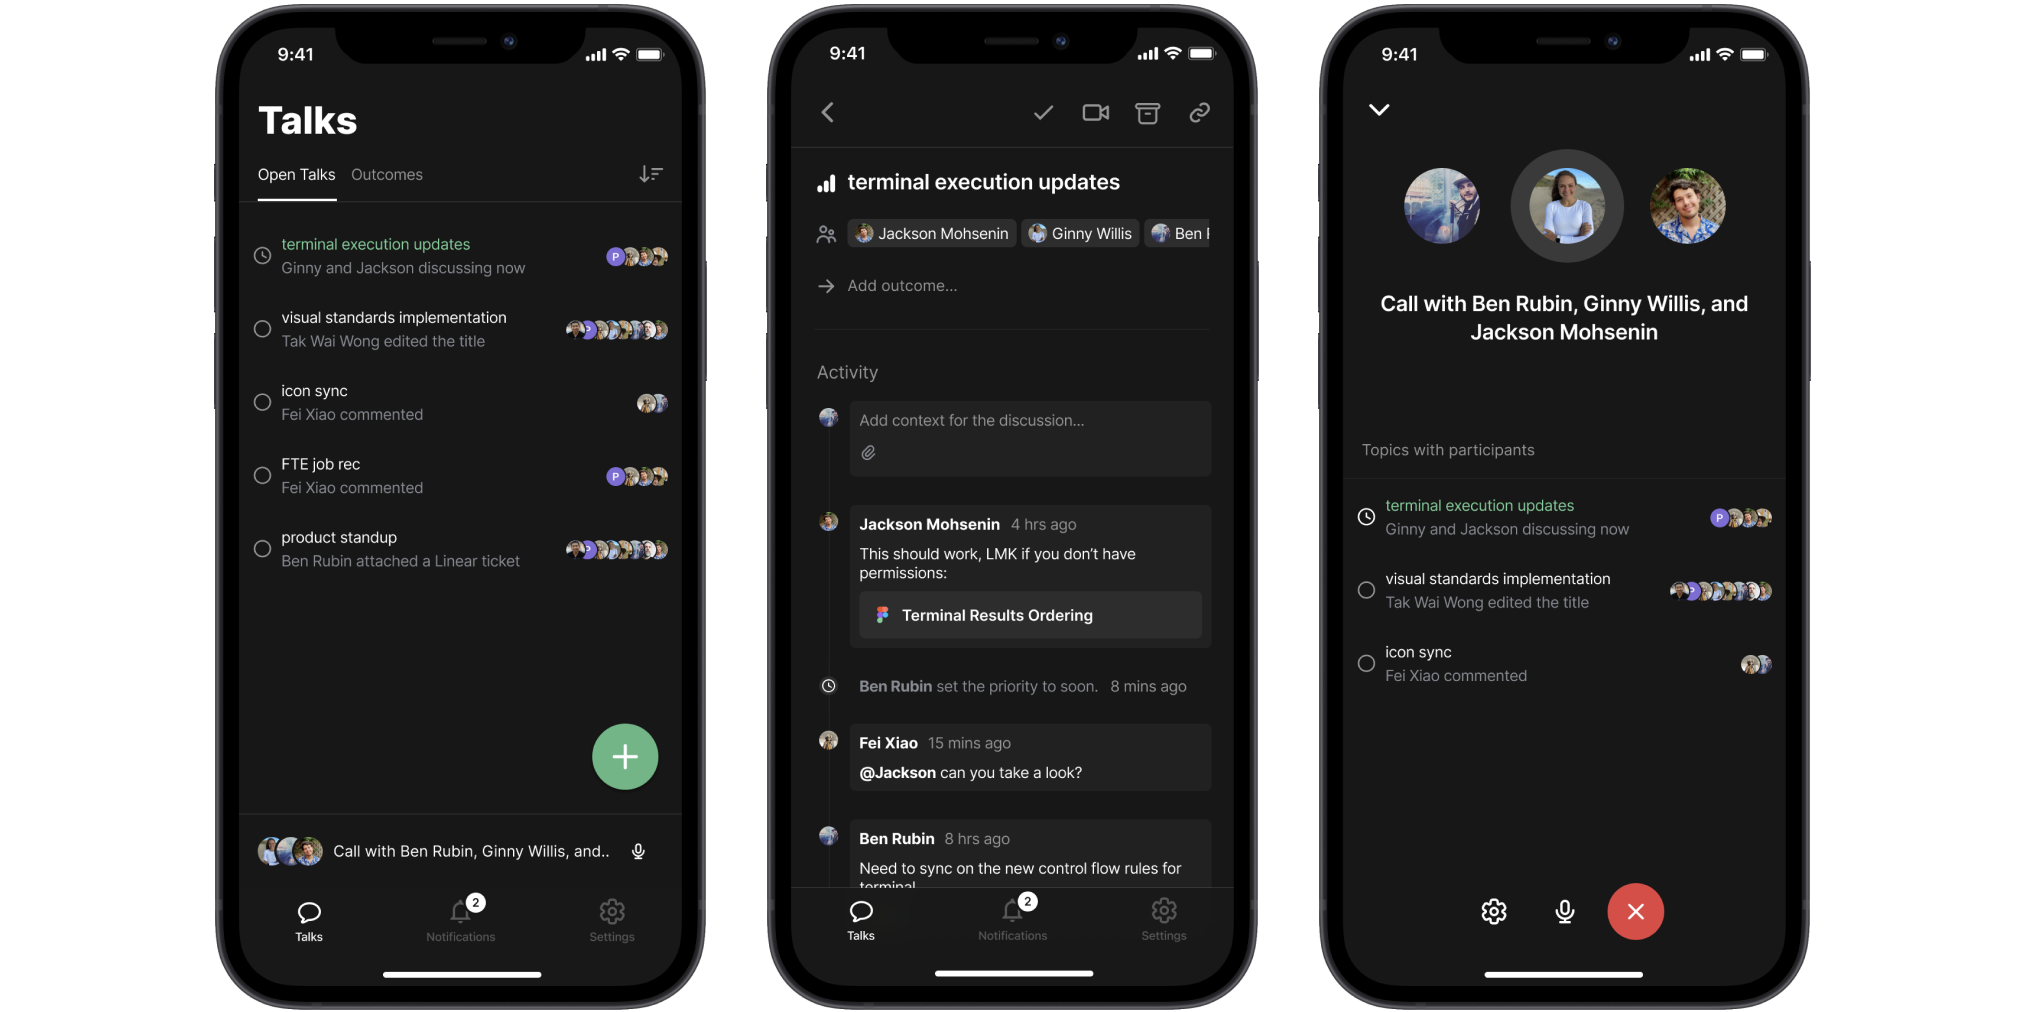 9:41
Talks
Open Talks Outcomes
terminal execution updates
Ginny and Jackson discussing now
P
visual standards implementation
Tak Wai Wong edited the title
P
icon sync
Fei Xiao commented
FTE job rec
Fei Xiao commented
P
product standup
Ben Rubin attached a Linear ticket
P
Call with Ben Rubin, Ginny Willis, and..
2
Talks Notifications Settings
9:41
terminal execution updates
Jackson Mohsenin Ginny Willis Ben
Add outcome...
Activity
Add context for the discussion...
Jackson Mohsenin 4 hrs ago
This should work, LMK if you don't have
permissions:
Terminal Results Ordering
Ben Rubin set the priority to soon. 8 mins ago
Fei Xiao 15 mins ago
@Jackson can you take a look?
Ben Rubin 8 hrs ago
Need to sync on the new control flow rules for
terminal
2
Talks Notifications Settings
9:41
Call with Ben Rubin, Ginny Willis, and
Jackson Mohsenin
Topics with participants
terminal execution updates
Ginny and Jackson discussing now
P
visual standards implementation
Tak Wai Wong edited the title
P
icon sync
Fei Xiao commented